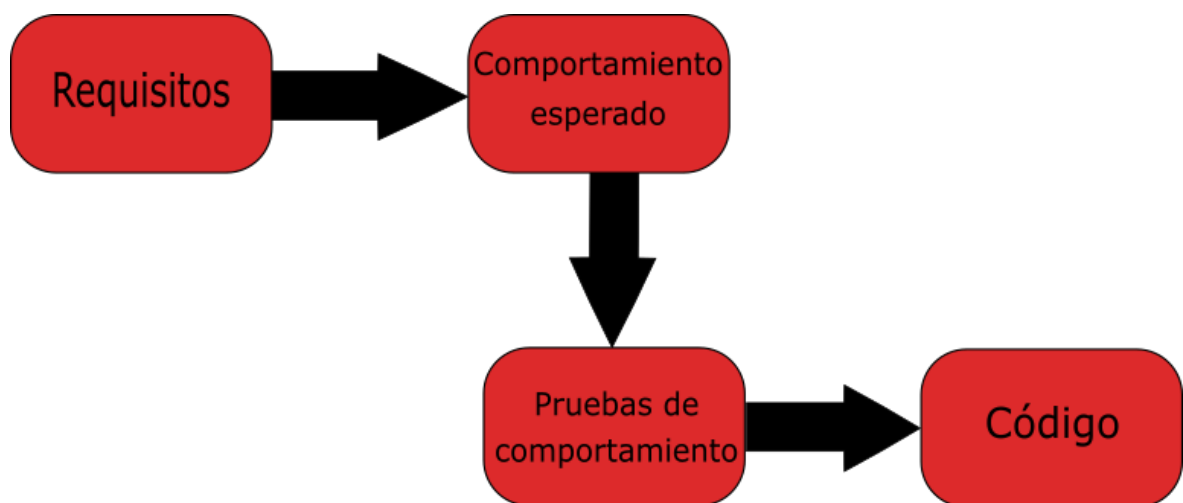 Requisitos
Comportamiento
esperado
Pruebas de
comportamiento
Código